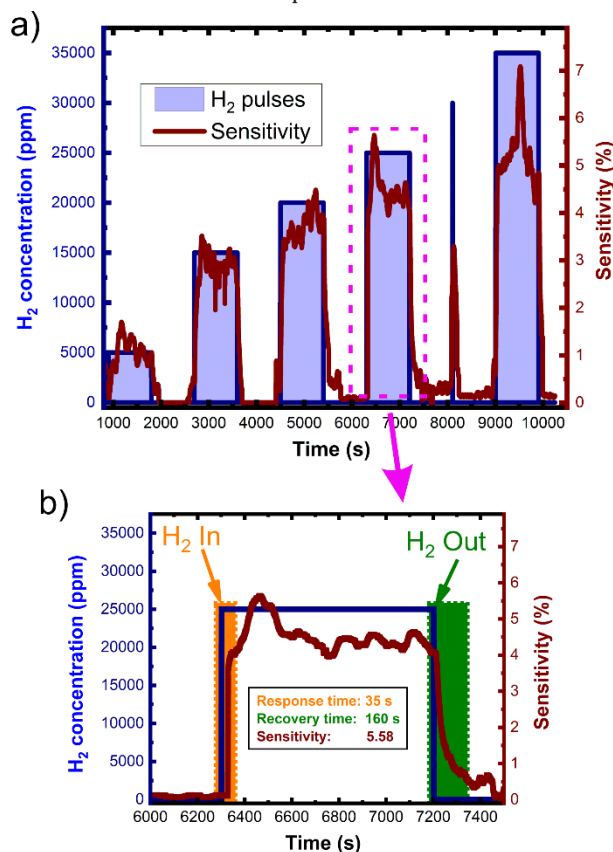 a)
H2 concentration (ppm)
35000
30000
25000
20000
15000
10000
5000
0
H2 pulses
Sensitivity
7
6
5
4
3
2
1
0
Sensitivity (%)
1000 2000 3000 4000 5000 6000 7000 8000 9000 10000
Time (s)
b)
H2 In
H2 Out
H2 concentration (ppm)
35000
30000
25000
20000
15000
10000
5000
0
Response time: 35 s
Recovery time: 160 s
Sensitivity: 5.58
7
6
5
4
3
2
1
0
Sensitivity (%)
6000 6200 6400 6600 6800 7000 7200 7400
Time (s)